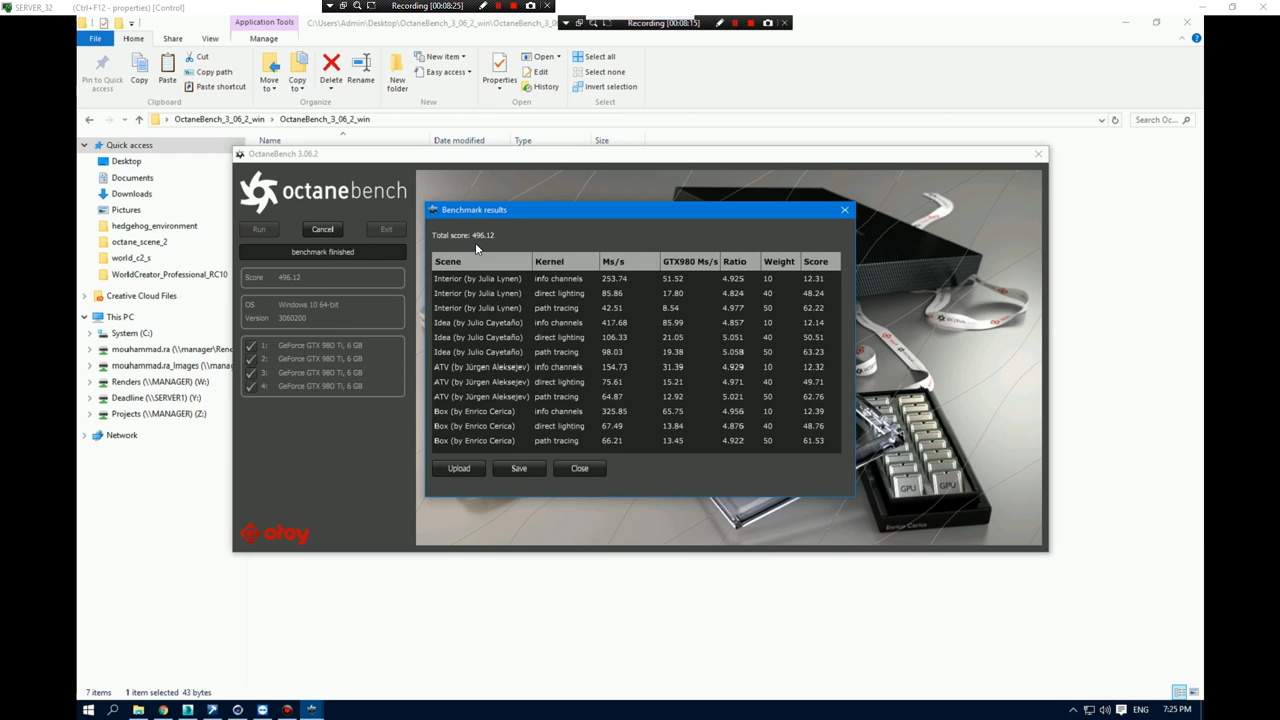 SERVER_32 (Ctrl+F12 - properties) [Control]
Recording [00:08:25]
Recording [00:08:15]
Application Tools
C:\Users\Admin\Desktop\OctaneBench_3_06_2_win\OctaneBench_3_0
File Home Share View Manage
Pin to Quick access
Copy
Paste
Cut
Copy path
Paste shortcut
Move to
Copy to
Delete
Rename
New folder
New item
Easy access
Properties
Open
Edit
History
Select all
Select none
Invert selection
Clipboard Organize New Open Select
OctaneBench_3_06_2_win OctaneBench_3_06_2_win
Search Oc...
Name Date modified Type Size
Quick access
Desktop
Documents
Downloads
Pictures
hedgehog_environment
octane_scene_2
world_c2_s
WorldCreator_Professional_RC10
Creative Cloud Files
This PC
System (C:)
mouhammad.ra (\\manager\Rene
mouhammad.ra_Images (\\mana
Renders (\\MANAGER) (W:)
Deadline (\\SERVER1) (Y:)
Projects (\\MANAGER) (Z:)
Network
OctaneBench 3.06.2
octanebench
Run Cancel Exit
benchmark finished
Score 496.12
OS Windows 10 64-bit
Version 3060200
1: GeForce GTX 980 Ti, 6 GB
2: GeForce GTX 980 Ti, 6 GB
3: GeForce GTX 980 Ti, 6 GB
4: GeForce GTX 980 Ti, 6 GB
otoy
Benchmark results
Total score: 496.12
Scene Kernel Ms/s GTX980 Ms/s Ratio Weight Score
Interior (by Julia Lynen) info channels 253.74 51.52 4.925 10 12.31
Interior (by Julia Lynen) direct lighting 85.86 17.80 4.824 40 48.24
Interior (by Julia Lynen) path tracing 42.51 8.54 4.977 50 62.22
Idea (by Julio Cayetaño) info channels 417.68 85.99 4.857 10 12.14
Idea (by Julio Cayetaño) direct lighting 106.33 21.05 5.051 40 50.51
Idea (by Julio Cayetaño) path tracing 98.03 19.38 5.058 50 63.23
ATV (by Jürgen Aleksejev) info channels 154.73 31.39 4.929 10 12.32
ATV (by Jürgen Aleksejev) direct lighting 75.61 15.21 4.971 40 49.71
ATV (by Jürgen Aleksejev) path tracing 64.87 12.92 5.021 50 62.76
Box (by Enrico Cerica) info channels 325.85 65.75 4.956 10 12.39
Box (by Enrico Cerica) direct lighting 67.49 13.84 4.876 40 48.76
Box (by Enrico Cerica) path tracing 66.21 13.45 4.922 50 61.53
Upload Save Close
GPU GPU
Enrico Cerica
7 items 1 item selected 43 bytes
ENG 7:25 PM